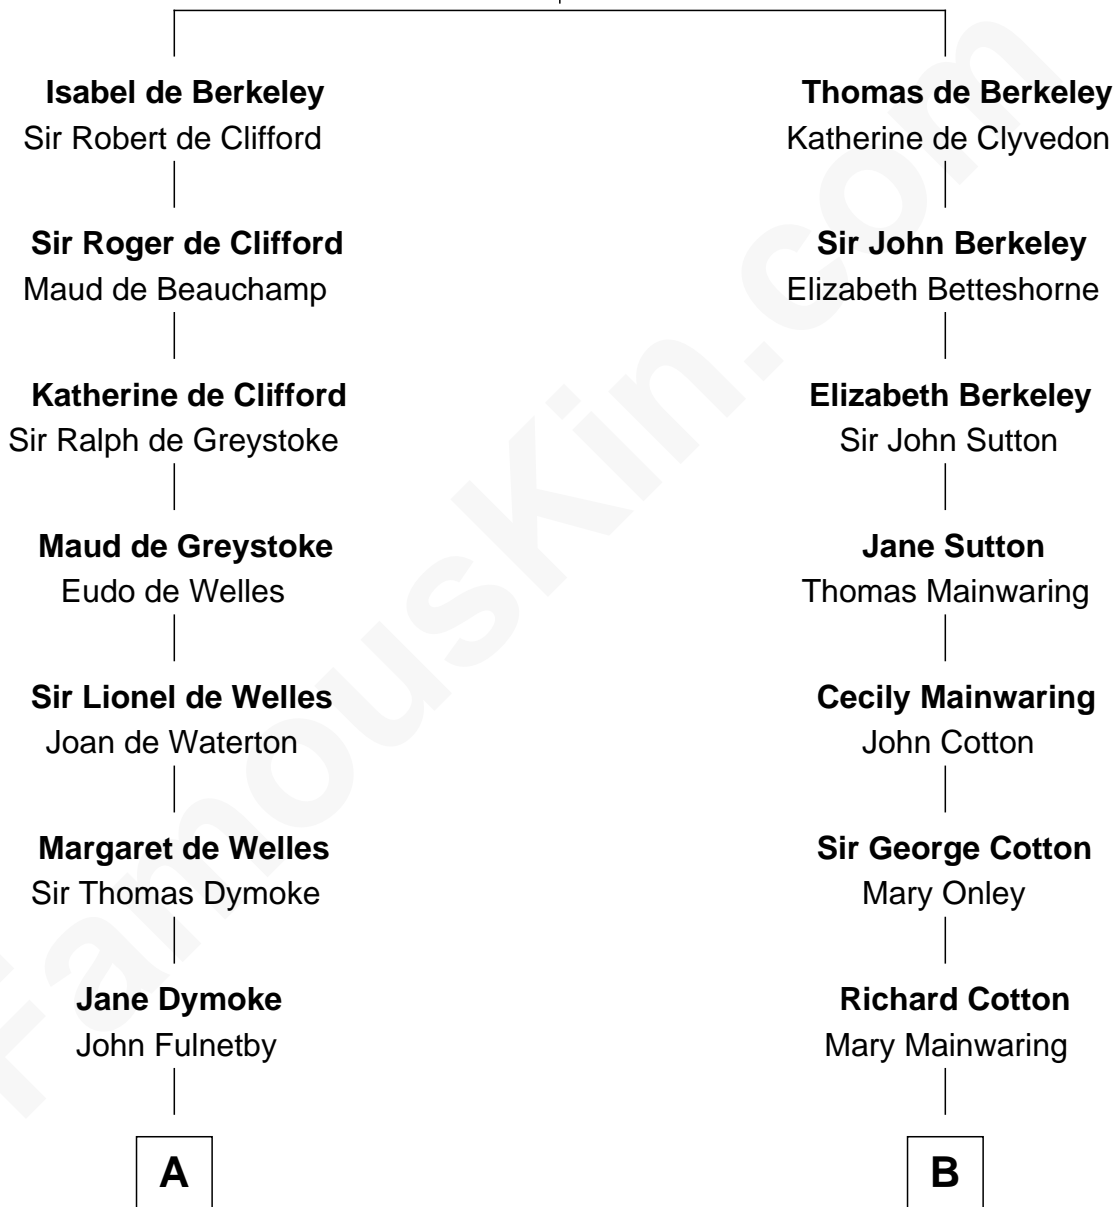 Isabel de Berkeley
Sir Robert de Clifford
Sir Roger de Clifford
Maud de Beauchamp
Katherine de Clifford
Sir Ralph de Greystoke
Maud de Greystoke
Eudo de Welles
Sir Lionel de Welles
Joan de Waterton
Margaret de Welles
Sir Thomas Dymoke
Jane Dymoke
John Fulnetby
A
Thomas de Berkeley
Katherine de Clyvedon
Sir John Berkeley
Elizabeth Betteshorne
Elizabeth Berkeley
Sir John Sutton
Jane Sutton
Thomas Mainwaring
Cecily Mainwaring
John Cotton
Sir George Cotton
Mary Onley
Richard Cotton
Mary Mainwaring
B
FamousKin.com